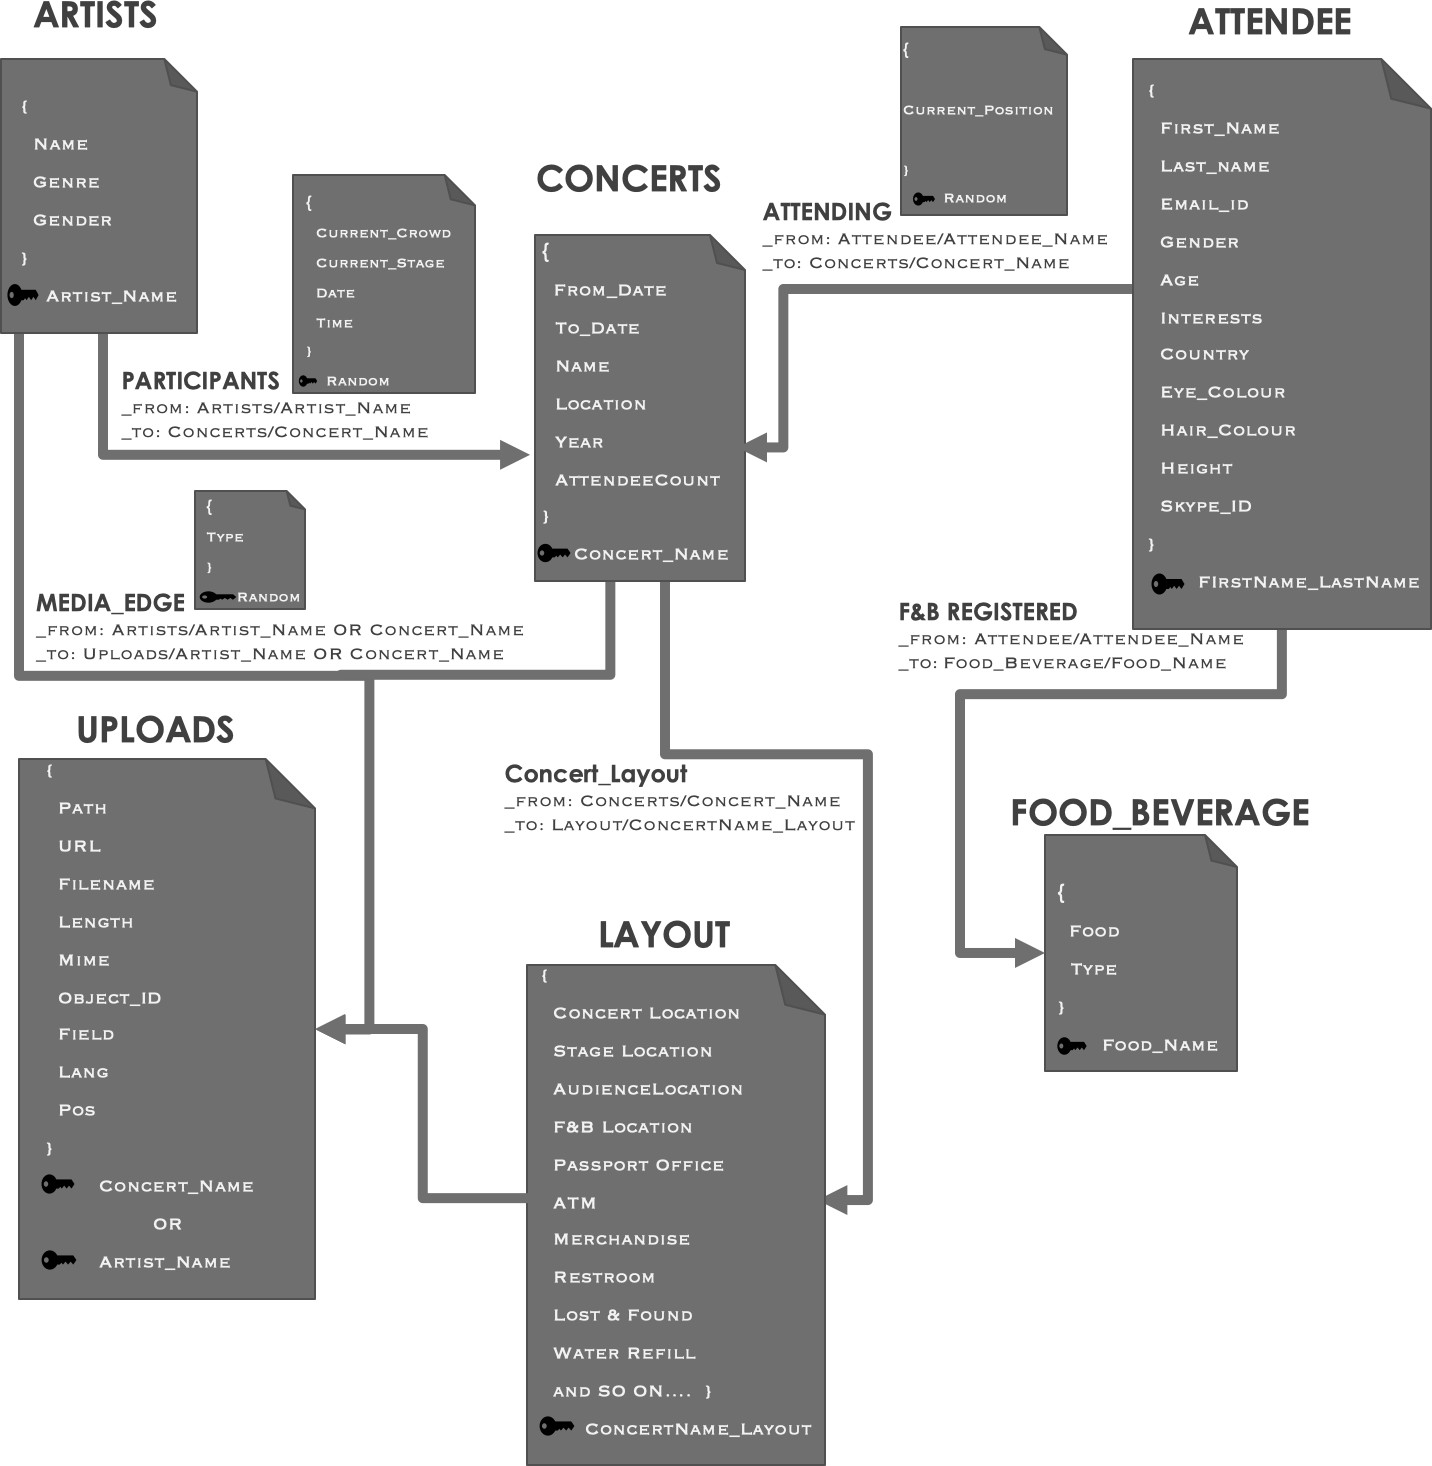 ARTISTS
{
Name
Genre
Gender
}
Artist_Name
{
Current_Crowd
Current_Stage
Date
Time
}
Random
PARTICIPANTS
_from: Artists/Artist_Name
_to: Concerts/Concert_Name
CONCERTS
{
From_Date
To_Date
Name
Location
Year
AttendeeCount
}
Concert_Name
{
Current_Position
}
Random
ATTENDING
_from: Attendee/Attendee_Name
_to: Concerts/Concert_Name
ATTENDEE
{
First_Name
Last_name
Email_id
Gender
Age
Interests
Country
Eye_Colour
Hair_Colour
Height
Skype_ID
}
FIrstName_LastName
{
Type
}
Random
MEDIA_EDGE
_from: Artists/Artist_Name OR Concert_Name
_to: Uploads/Artist_Name OR Concert_Name
F&B REGISTERED
_from: Attendee/Attendee_Name
_to: Food_Beverage/Food_Name
UPLOADS
{
Path
URL
Filename
Length
Mime
Object_ID
Field
Lang
Pos
}
Concert_Name
OR
Artist_Name
Concert_Layout
_from: Concerts/Concert_Name
_to: Layout/ConcertName_Layout
LAYOUT
{
Concert Location
Stage Location
AudienceLocation
F&B Location
Passport Office
ATM
Merchandise
Restroom
Lost & Found
Water Refill
and SO ON.... }
ConcertName_Layout
FOOD_BEVERAGE
{
Food
Type
}
Food_Name